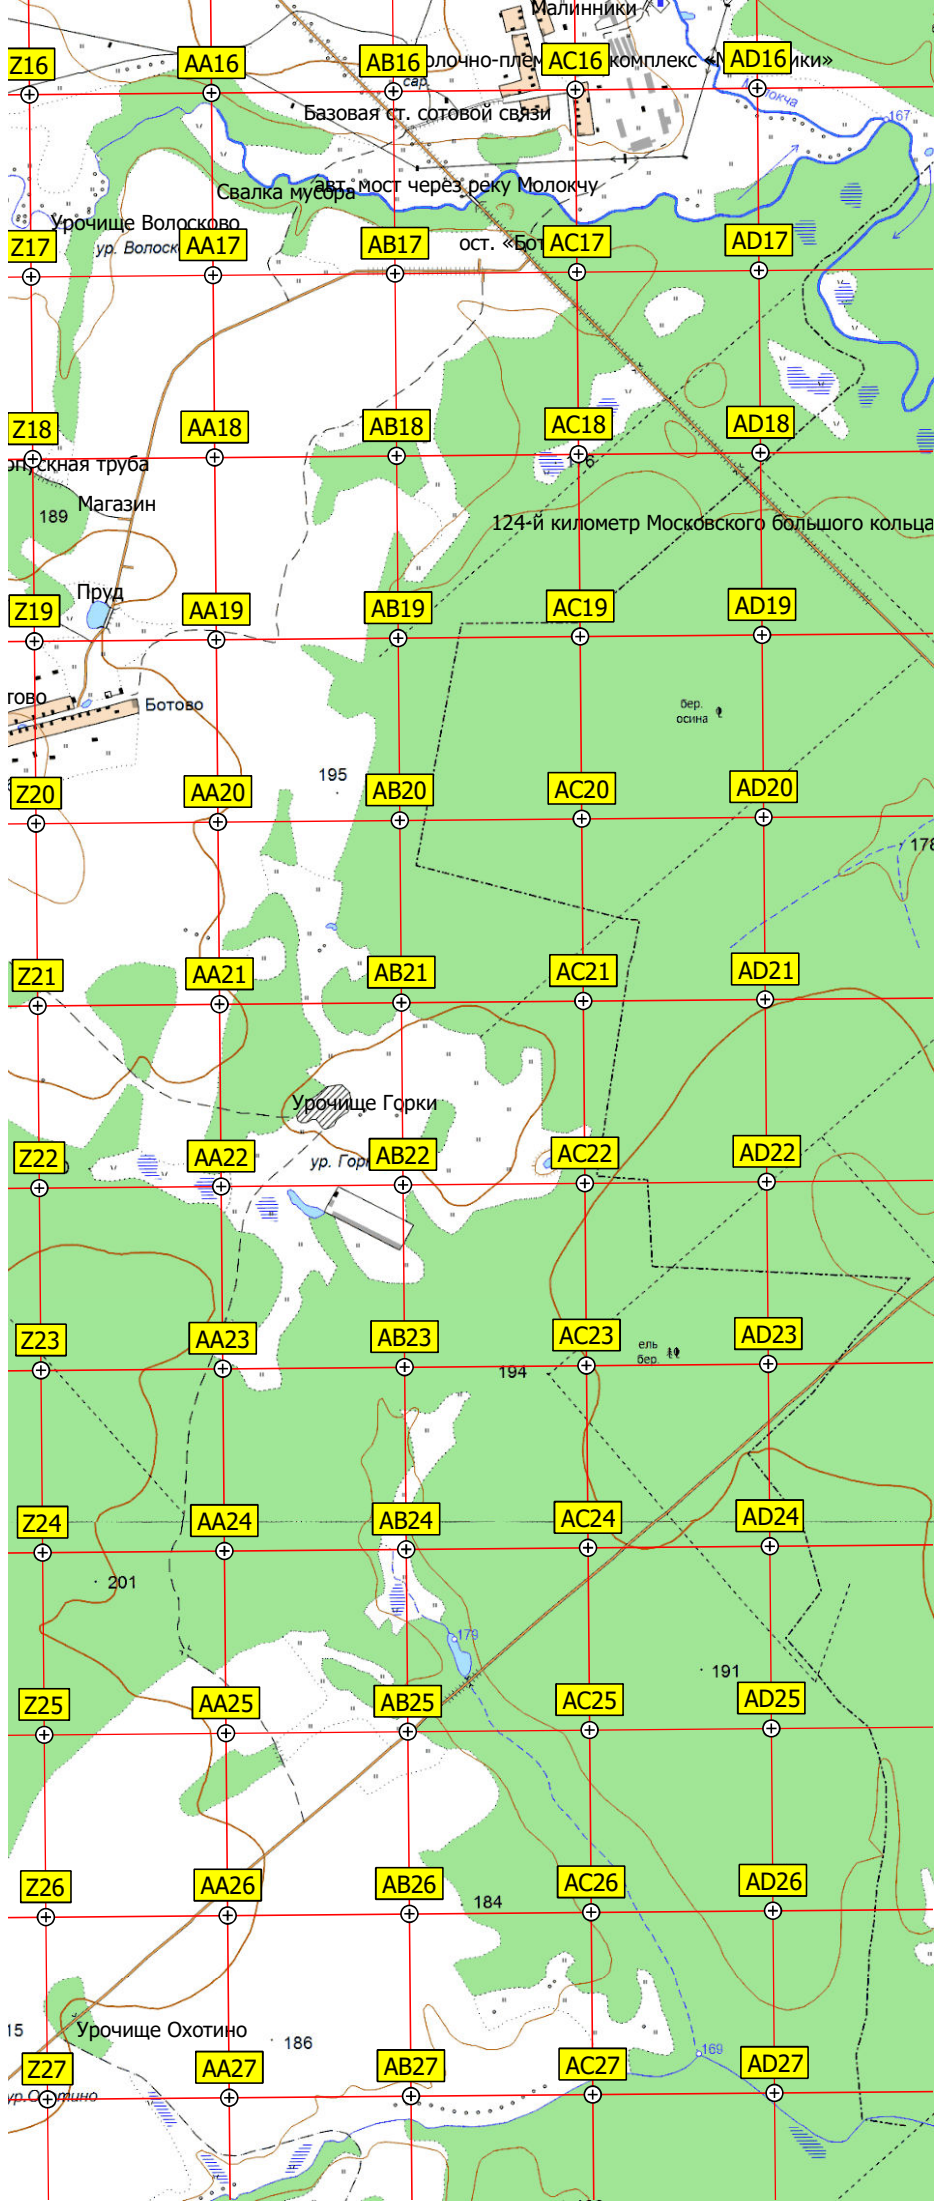 Малинники
Z16
AA16
AB16
AC16
комплекс
AD16
сар.
Молокча
Базовая ст. сотовой связи
167
Свалка мусора
авт. мост через реку Молокчу
Урочище Волосково
ур. Волоск
Z17
AA17
AB17
ост. «Бот
AC17
AD17
Z18
AA18
AB18
AC18
AD18
труба
Магазин
189
124-й километр Московского большого кольца
Пруд
Z19
AA19
AB19
AC19
AD19
тово
Ботово
бер.
осина
195
Z20
AA20
AB20
AC20
AD20
178
Z21
AA21
AB21
AC21
AD21
Урочище Горки
Z22
AA22
ур. Гор
AB22
AC22
AD22
Z23
AA23
AB23
AC23
AD23
ель
бер.
194
Z24
AA24
AB24
AC24
AD24
201
179
191
Z25
AA25
AB25
AC25
AD25
Z26
AA26
AB26
AC26
AD26
184
15
Урочище Охотино
186
169
Z27
AA27
AB27
AC27
AD27